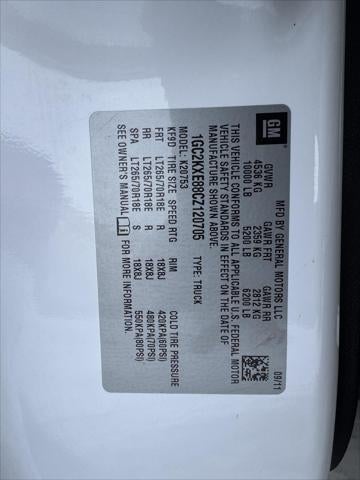 GM
MFD BY GENERAL MOTORS LLC 09/11
GVWR GAWR FRT GAWR RR
4536 KG 2359 KG 2812 KG
10000 LB 5200 LB 6200 LB
THIS VEHICLE CONFORMS TO ALL APPLICABLE U.S. FEDERAL MOTOR
VEHICLE SAFETY STANDARDS IN EFFECT ON THE DATE OF
MANUFACTURE SHOWN ABOVE.
1GC2KXE88CZ120705 TYPE: TRUCK
MODEL: K20753
KF9D TIRE SIZE SPEED RTG RIM COLD TIRE PRESSURE
FRT LT265/70R18E R 18X8J 420KPA(60PSI)
RR LT265/70R18E R 18X8J 480KPA(70PSI)
SPA LT265/70R18E S 18X8J 550KPA(80PSI)
SEE OWNER'S MANUAL FOR MORE INFORMATION.